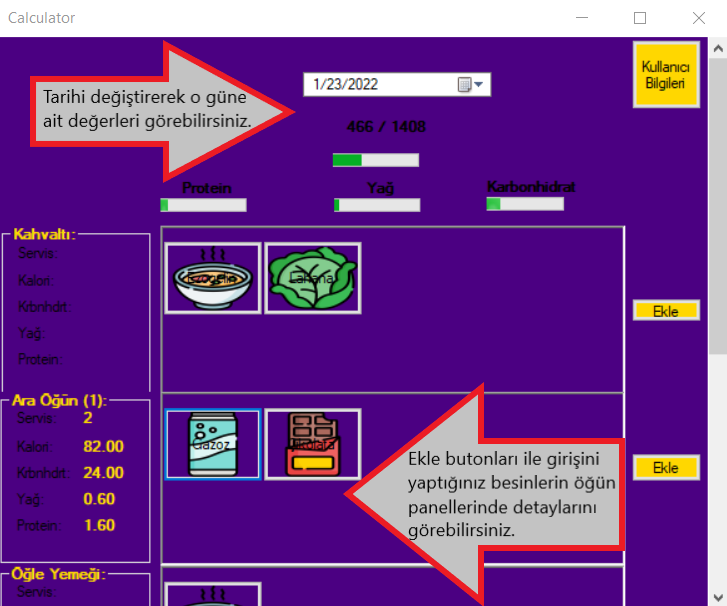 Calculator
Kullanıcı
Bilgileri
Tarihi değiştirerek o güne
ait değerleri görebilirsiniz.
1/23/2022
466 / 1408
Protein
Yağ
Karbonhidrat
Kahvaltı:
Servis:
Kalori:
Krbnhdrt:
Yağ:
Protein:
Lahana
Ekle
Ara Öğün (1):
Servis: 2
Kalori: 82.00
Krbnhdrt: 24.00
Yağ: 0.60
Protein: 1.60
Gazoz
Ekle butonları ile girişini
yaptığınız besinlerin öğün
panellerinde detaylarını
görebilirsiniz.
Ekle
Öğle Yemeği:
Servis: